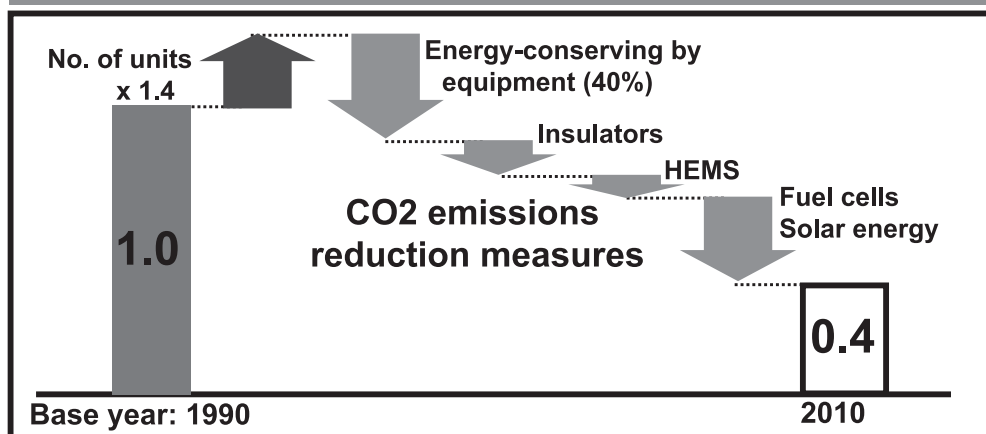 No. of units
x 1.4
Energy-conserving by
equipment (40%)
Insulators
HEMS
Fuel cells
Solar energy
CO2 emissions
reduction measures
1.0
0.4
Base year: 1990
2010